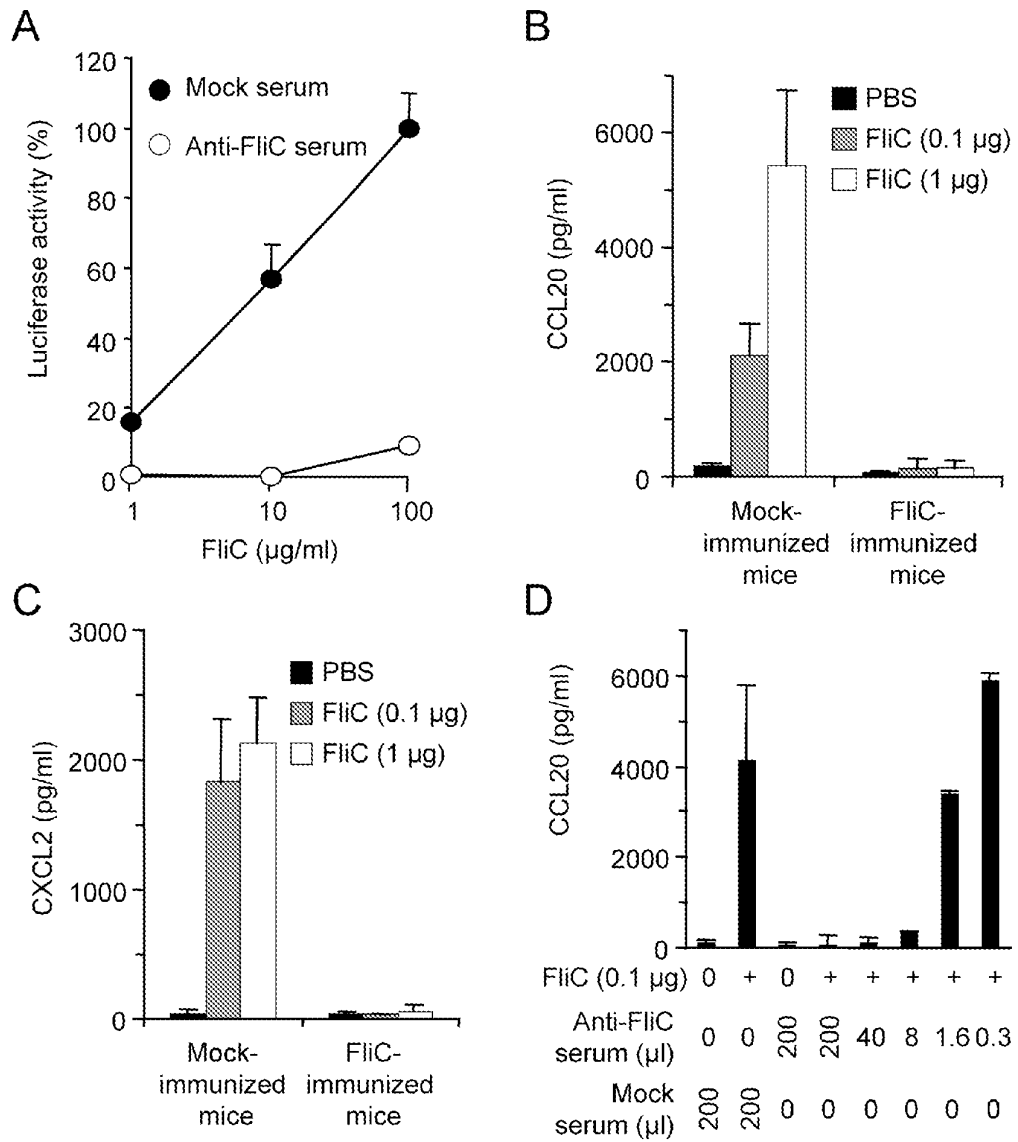 A
Luciferase activity (%)
120
100
80
60
40
20
0
Mock serum
Anti-FliC serum
1 10 100
FliC (µg/ml)
B
CCL20 (pg/ml)
6000
4000
2000
0
PBS
FliC (0.1 µg)
FliC (1 µg)
Mock-
immunized
mice
FliC-
immunized
mice
C
CXCL2 (pg/ml)
3000
2000
1000
0
PBS
FliC (0.1 µg)
FliC (1 µg)
Mock-
immunized
mice
FliC-
immunized
mice
D
CCL20 (pg/ml)
6000
4000
2000
0
FliC (0.1 µg) 0 + 0 + + + + +
Anti-FliC
serum (µl) 0 0 200 200 40 8 1.6 0.3
Mock
serum (µl) 200 200 0 0 0 0 0 0